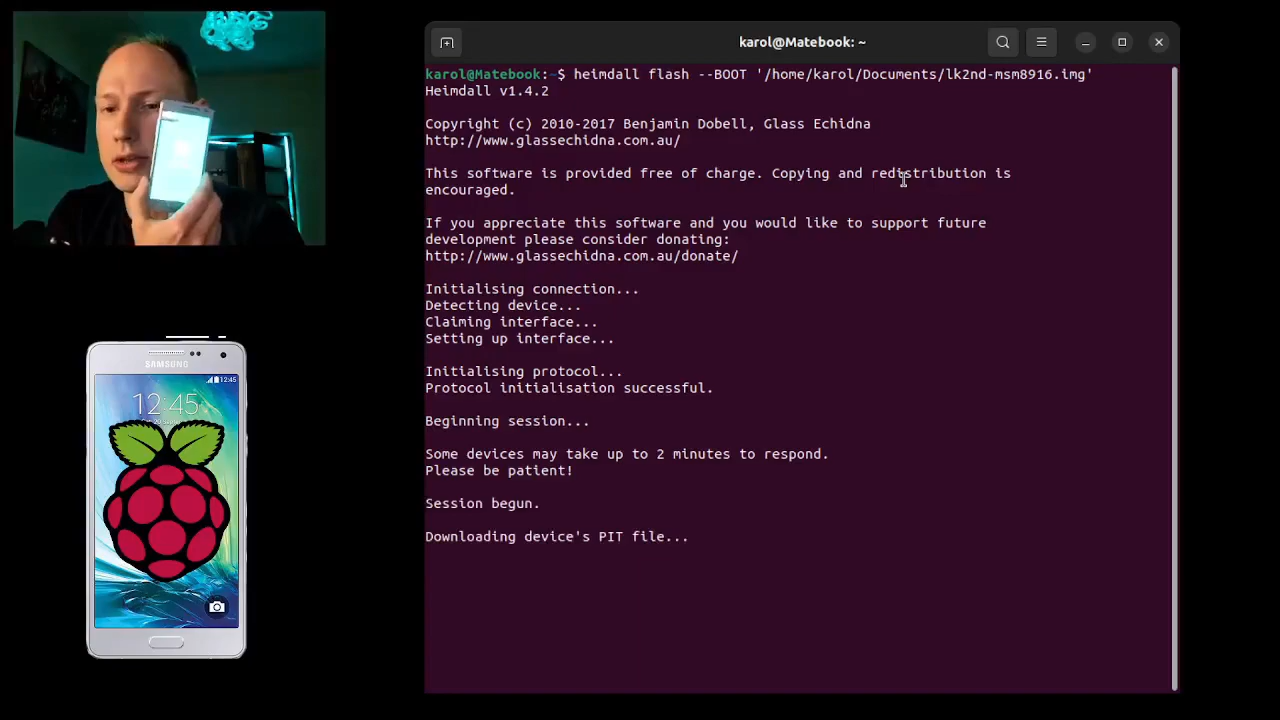 karol@Matebook: ~
karol@Matebook:~$ heimdall flash --BOOT '/home/karol/Documents/lk2nd-msm8916.img'
Heimdall v1.4.2
Copyright (c) 2010-2017 Benjamin Dobell, Glass Echidna
http://www.glassechidna.com.au/
This software is provided free of charge. Copying and redistribution is
encouraged.
If you appreciate this software and you would like to support future
development please consider donating:
http://www.glassechidna.com.au/donate/
Initialising connection...
Detecting device...
Claiming interface...
Setting up interface...
Initialising protocol...
Protocol initialisation successful.
Beginning session...
Some devices may take up to 2 minutes to respond.
Please be patient!
Session begun.
Downloading device's PIT file...
SAMSUNG
12:45
12:45